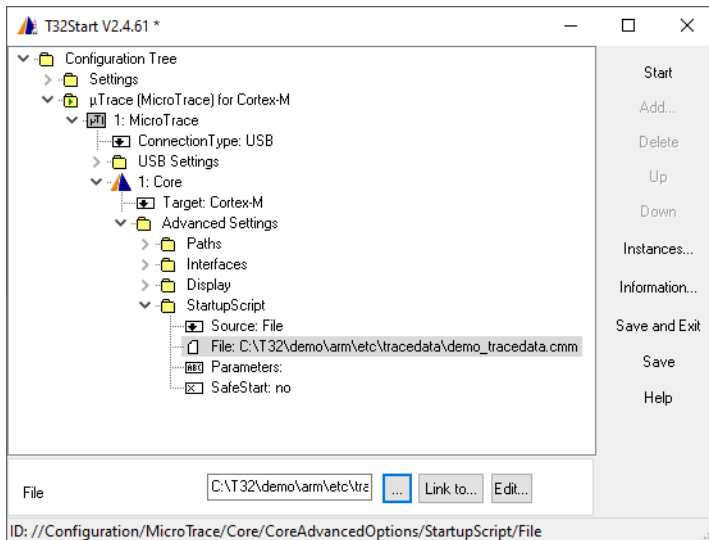 T32Start V2.4.61 *
Configuration Tree
Settings
µTrace (MicroTrace) for Cortex-M
µTI 1: MicroTrace
ConnectionType: USB
USB Settings
1: Core
Target: Cortex-M
Advanced Settings
Paths
Interfaces
Display
StartupScript
Source: File
File: C:\T32\demo\arm\etc\tracedata\demo_tracedata.cmm
ABC Parameters:
SafeStart: no
Start
Add...
Delete
Up
Down
Instances...
Information...
Save and Exit
Save
Help
File C:\T32\demo\arm\etc\tra ... Link to... Edit...
ID: //Configuration/MicroTrace/Core/CoreAdvancedOptions/StartupScript/File